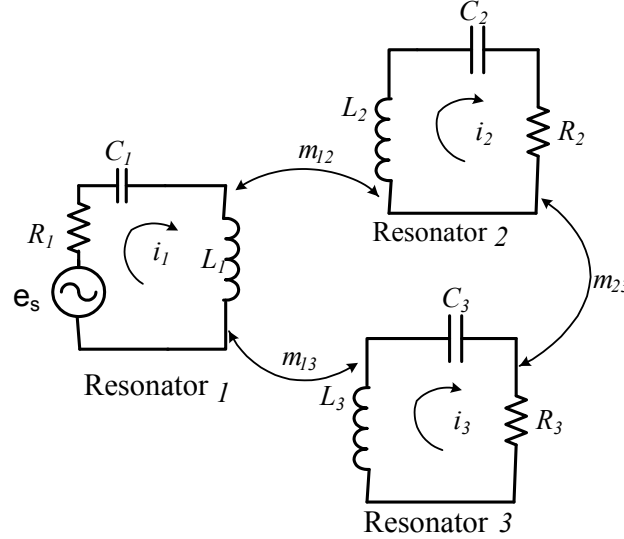 C₂
L₂
i₂
R₂
m₁₂
C₁
R₁
i₁
L₁
eₛ
Resonator 2
m₂₃
C₃
m₁₃
Resonator 1
L₃
i₃
R₃
Resonator 3